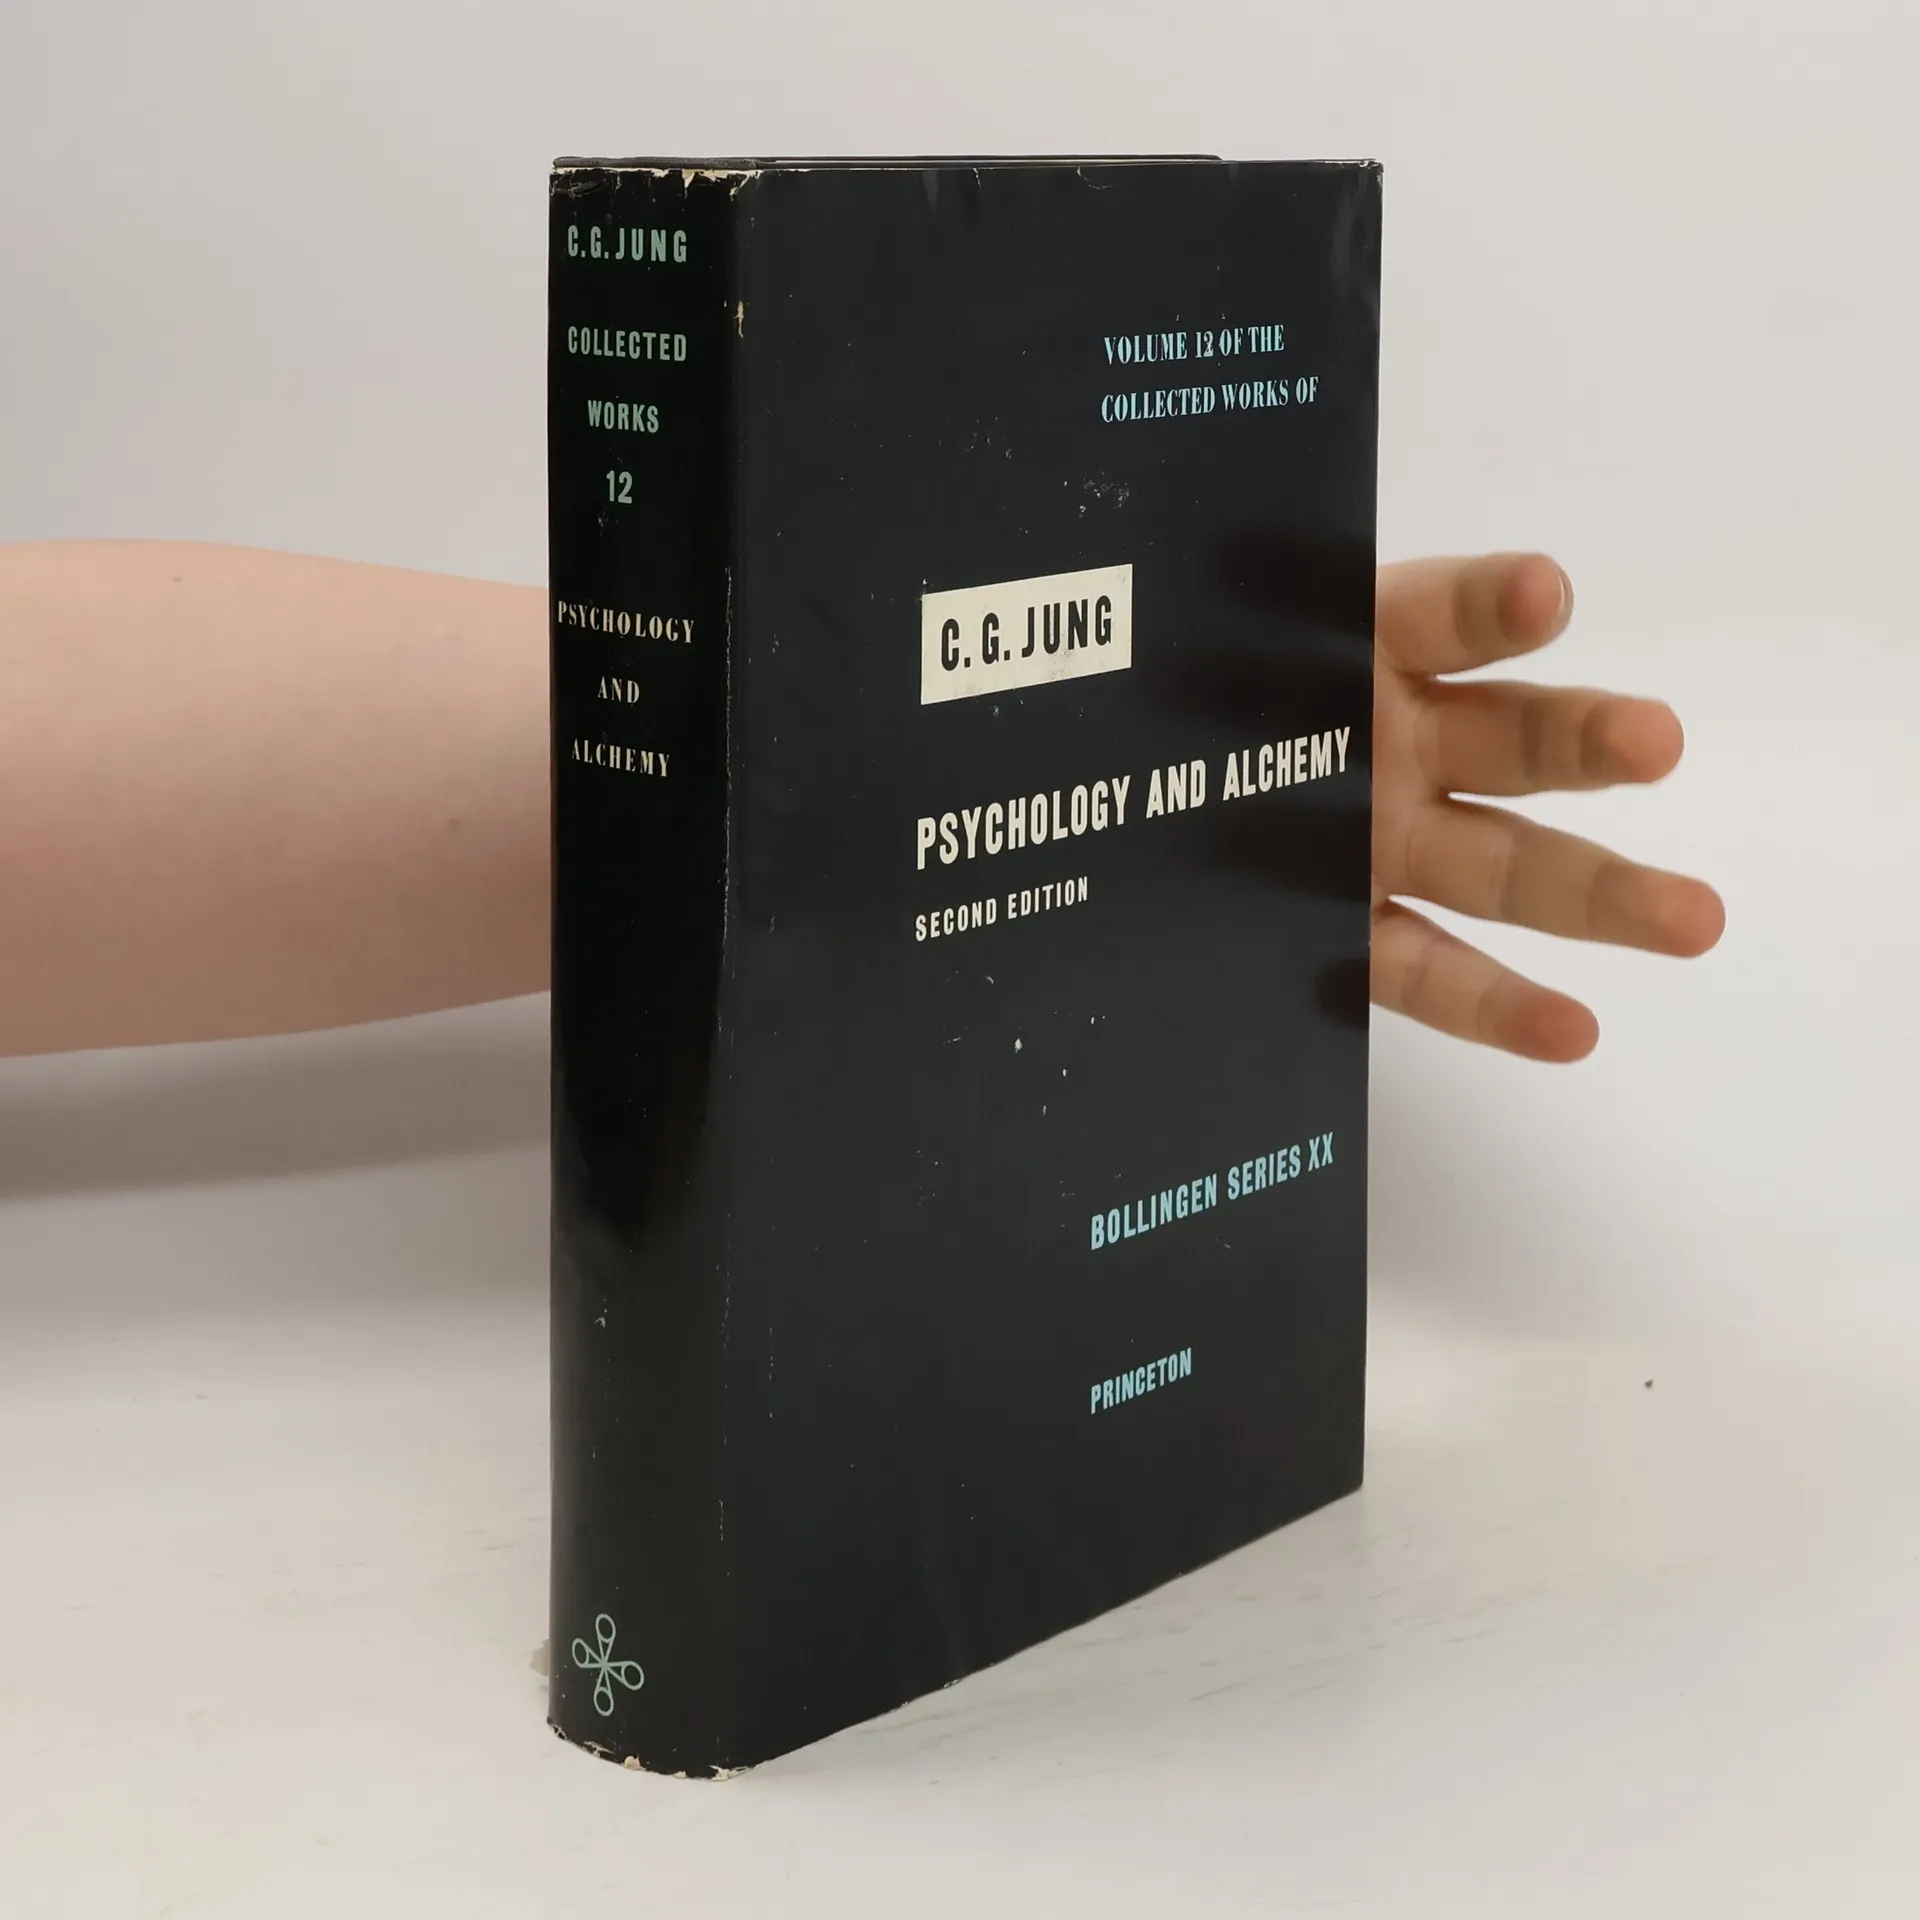 C.G. JUNG
COLLECTED
WORKS
12
PSYCHOLOGY
AND
ALCHEMY
VOLUME 12 OF THE
COLLECTED WORKS OF
C. G. JUNG
PSYCHOLOGY AND ALCHEMY
SECOND EDITION
BOLLINGEN SERIES XX
PRINCETON